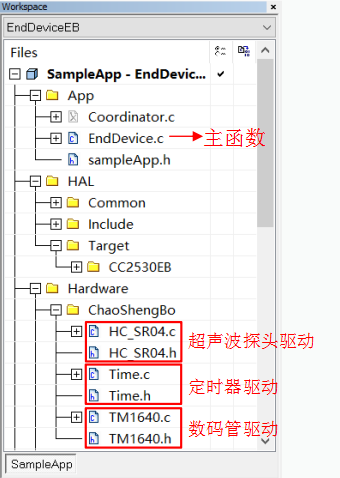 Workspace
EndDeviceEB
Files
SampleApp - EndDevic...
App
Coordinator.c
EndDevice.c 主函数
sampleApp.h
HAL
Common
Include
Target
CC2530EB
Hardware
ChaoShengBo
HC_SR04.c
HC_SR04.h
超声波探头驱动
Time.c
Time.h
定时器驱动
TM1640.c
TM1640.h
数码管驱动
SampleApp